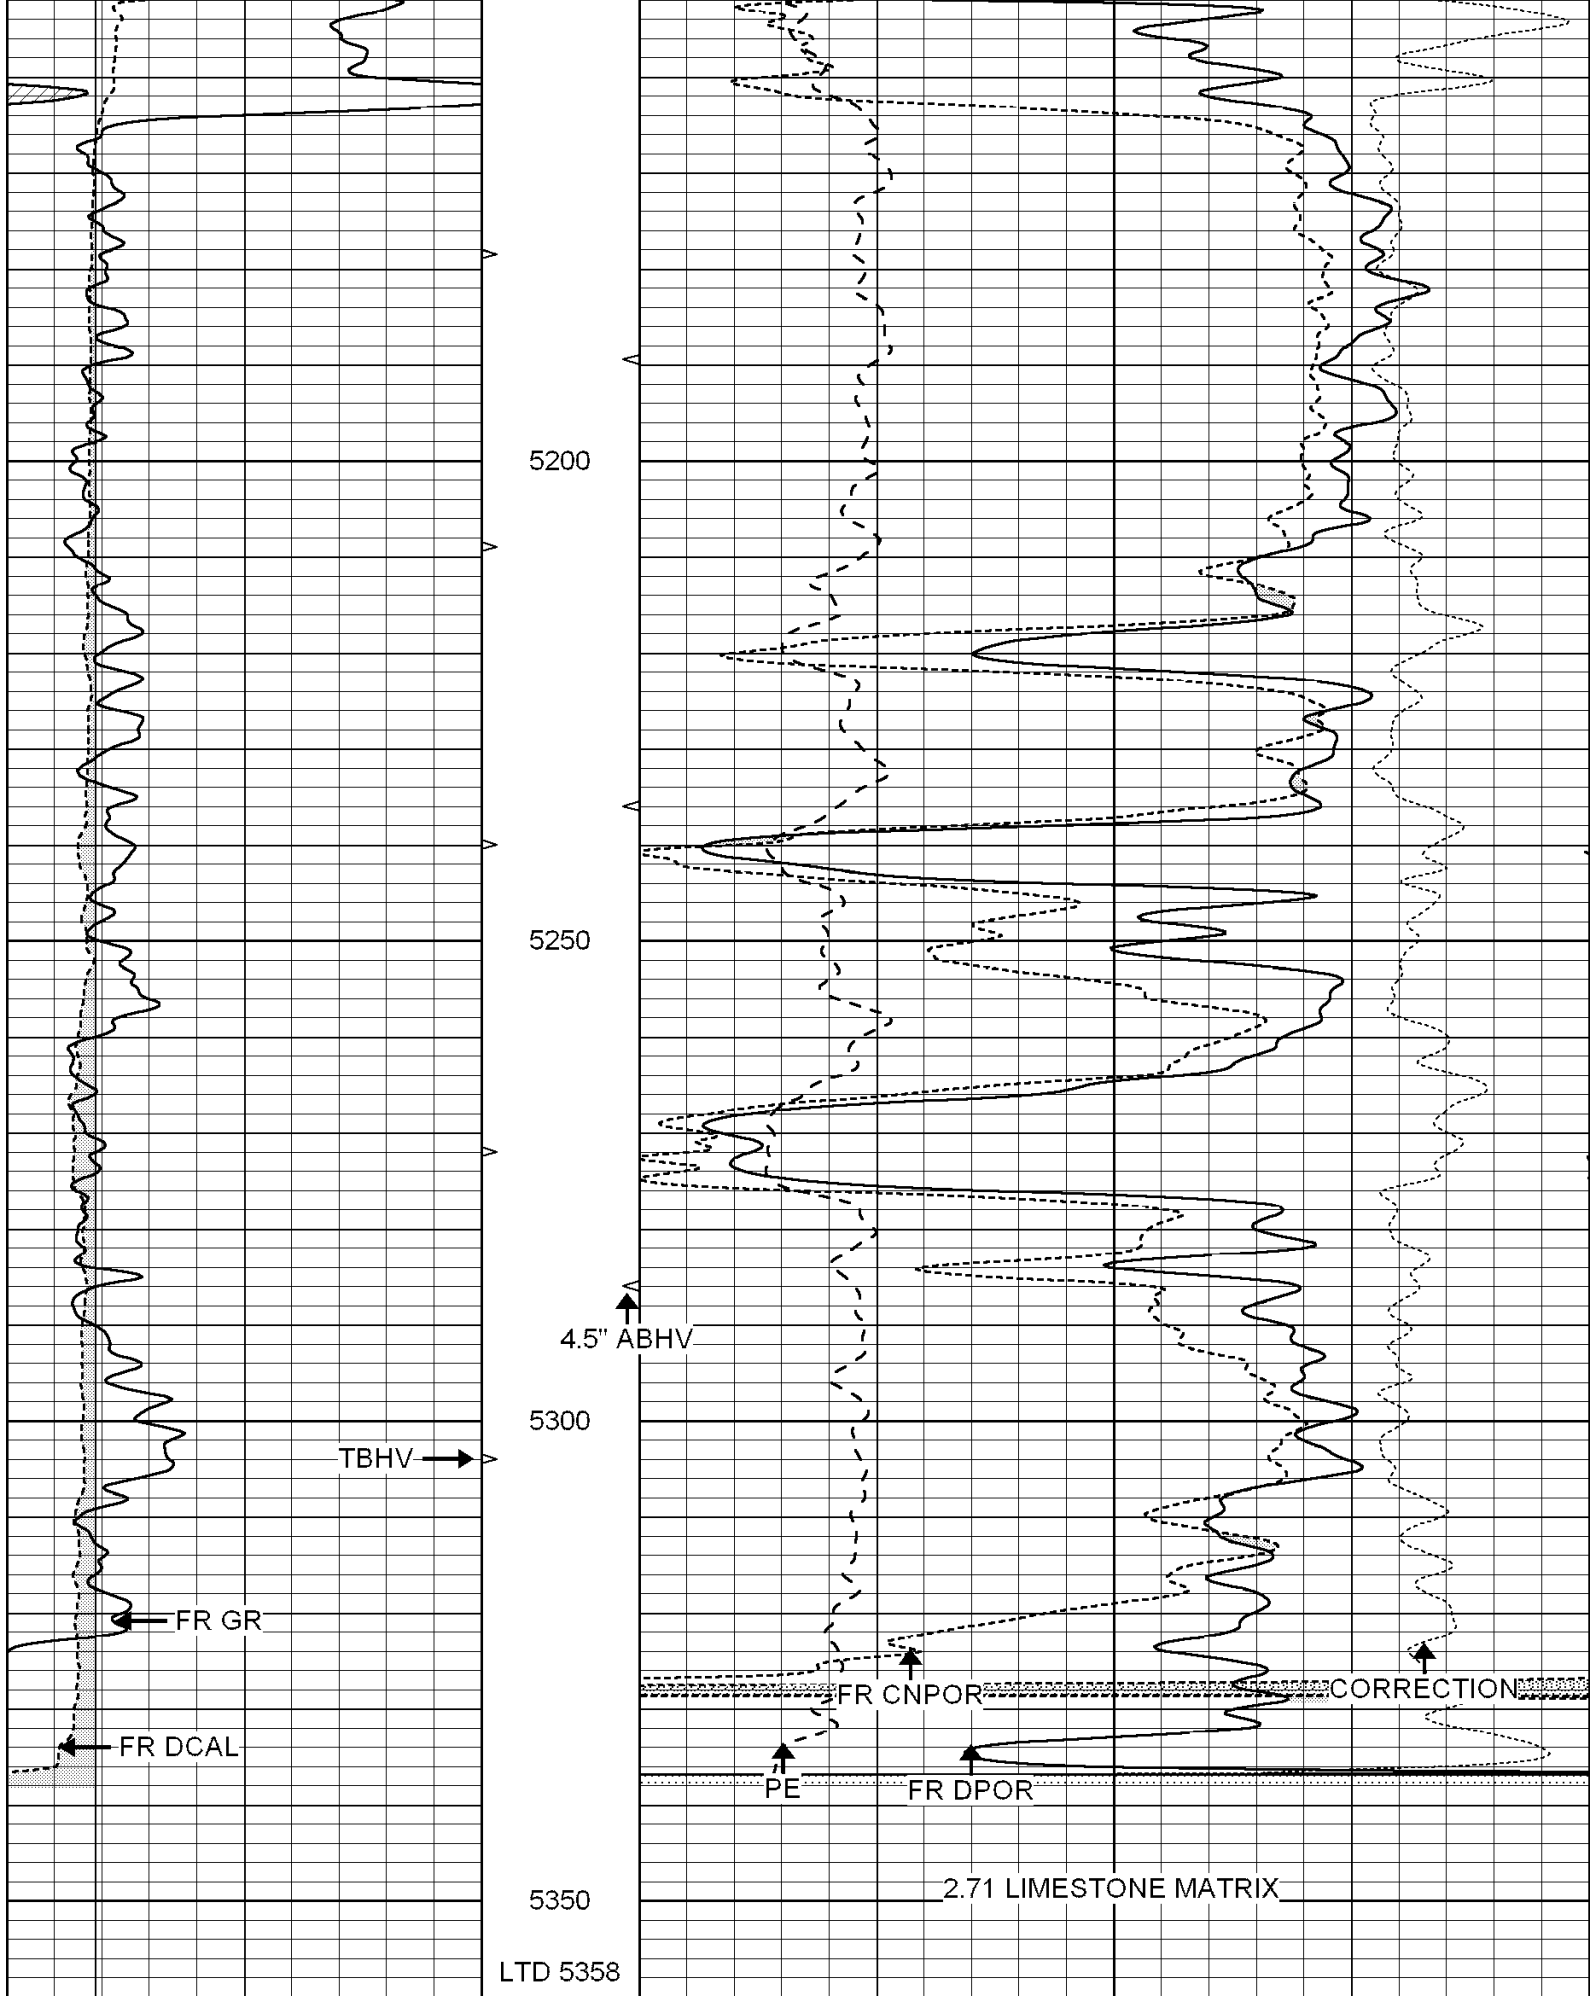 5200
5250
4.5" ABHV
5300
TBHV
FR GR
FR CNPOR
CORRECTION
FR DCAL
PE
FR DPOR
2.71 LIMESTONE MATRIX
5350
LTD 5358